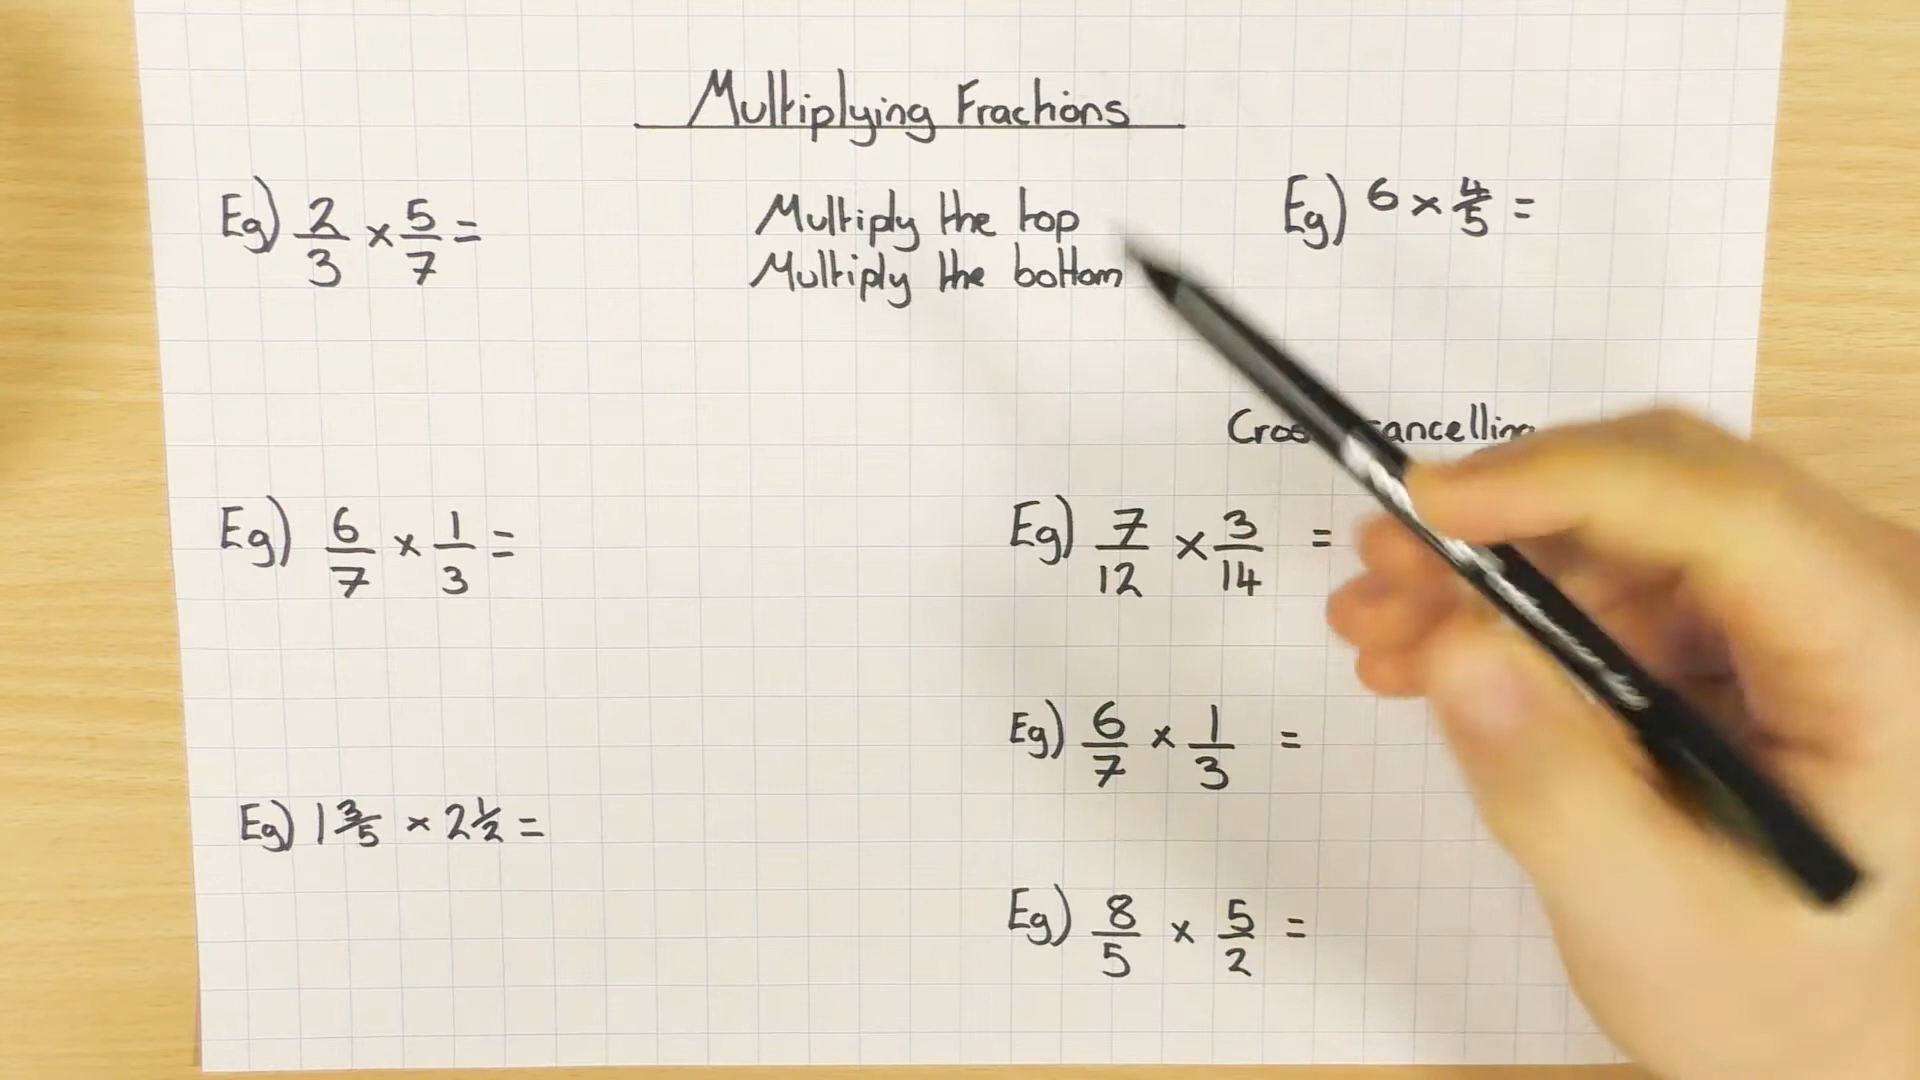 Multiplying Fractions
Eg) 2/3 × 5/7 =
Multiply the top
Multiply the bottom
Eg) 6 × 4/5 =
Eg) 6/7 × 1/3 =
Eg) 1 3/5 × 2 1/2 =
Eg) 7/12 × 3/14 =
Eg) 6/7 × 1/3 =
Eg) 8/5 × 5/2 =